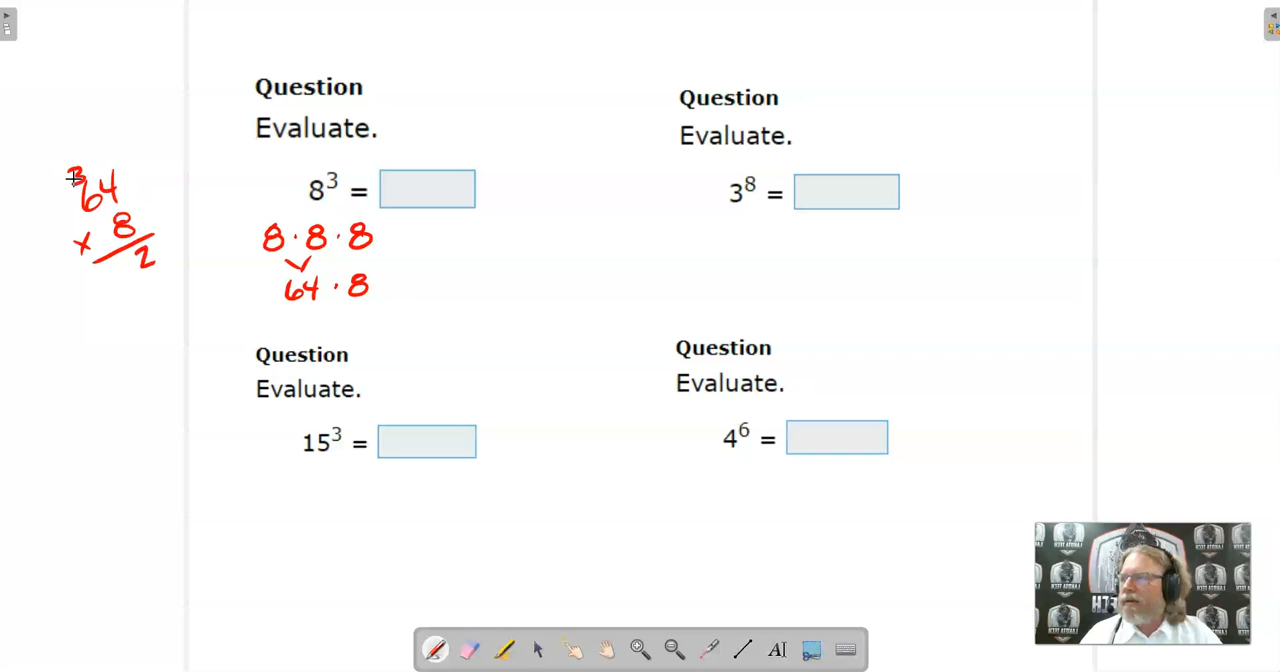 Question
Evaluate.
8³ =
8 · 8 · 8
64 · 8
3
64
x 8
2
Question
Evaluate.
3⁸ =
Question
Evaluate.
15³ =
Question
Evaluate.
4⁶ =
AI